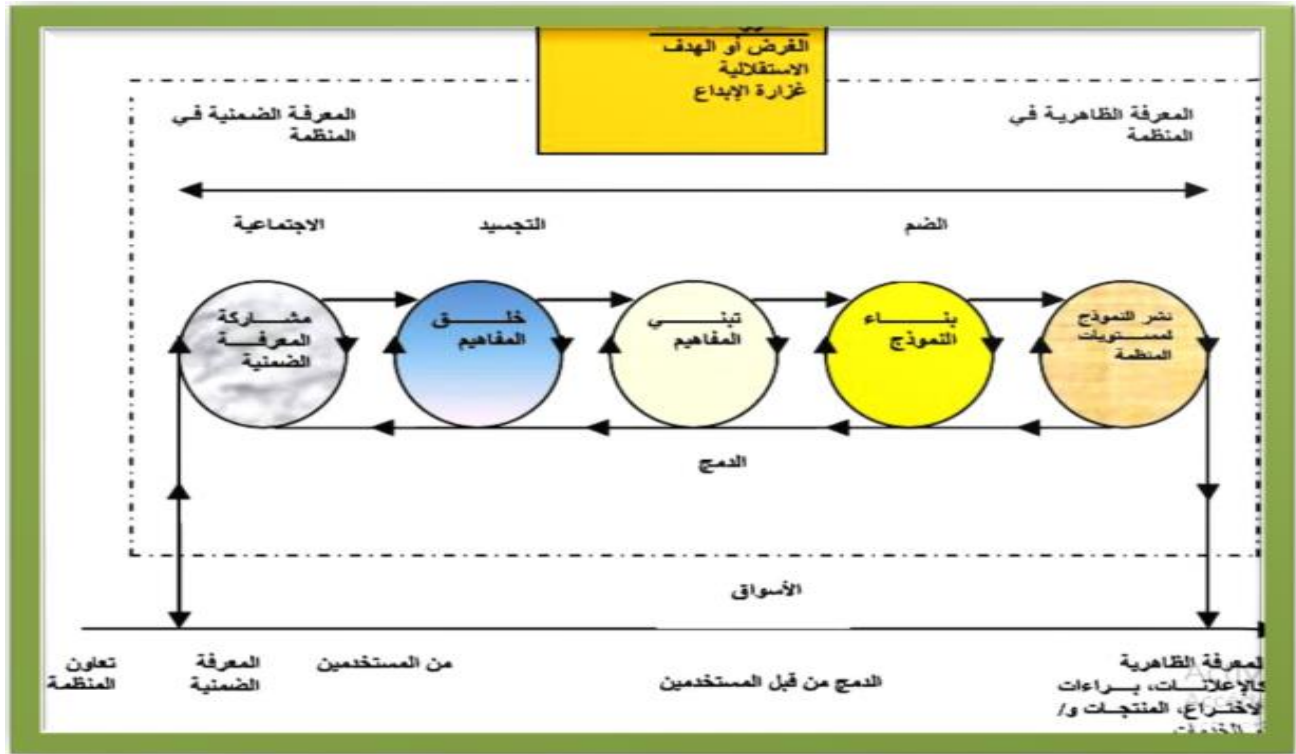 الغرض أو الهدف
الاستقلالية
غزارة الإبداع
المعرفة الظاهرية في
المنظمة
المعرفة الضمنية في
المنظمة
الضم
التجسيد
الاجتماعية
مشاركة
المعرفة
الضمنية
خلق
المفاهيم
تبني
المفاهيم
بناء
النموذج
نشر النموذج
لمستويات
المنظمة
الدمج
الأسواق
تعاون
المنظمة
المعرفة
الضمنية
من المستخدمين
الدمج من قبل المستخدمين
المعرفة الظاهرية
كالإعلانات، براءات
الاختراع، المنتجات و/